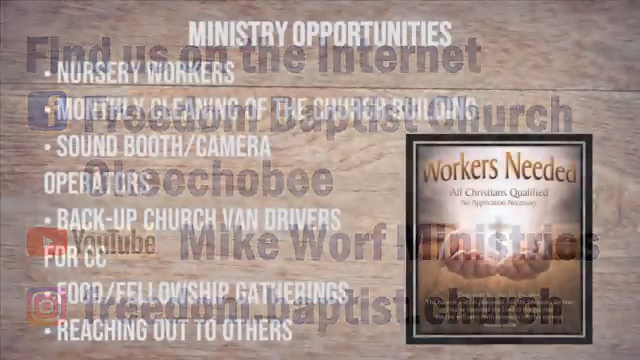 MINISTRY OPPORTUNITIES
FInd us on the Internet
• NURSERY WORKERS
• MONTHLY CLEANING OF THE CHURCH BUILDING
Freedom Baptist Church
• SOUND BOOTH/CAMERA
OPERATORS
Okeechobee
• BACK-UP CHURCH VAN DRIVERS
FOR CC
YouTube Mike Worf Ministries
• FOOD/FELLOWSHIP GATHERINGS
freedom.baptist.church
• REACHING OUT TO OTHERS
Workers Needed
All Christians Qualified
No Application Necessary